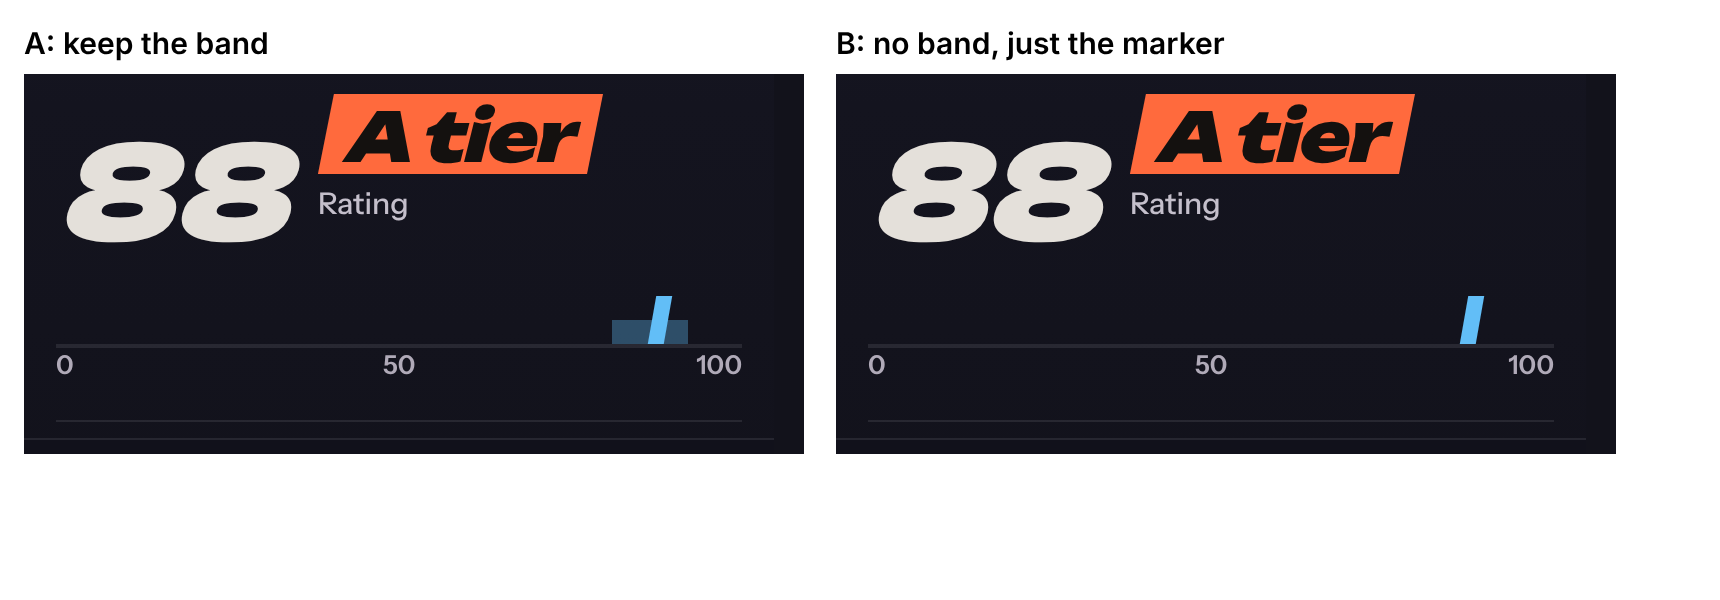 A: keep the band
88
A tier
Rating
0 50 100
B: no band, just the marker
88
A tier
Rating
0 50 100